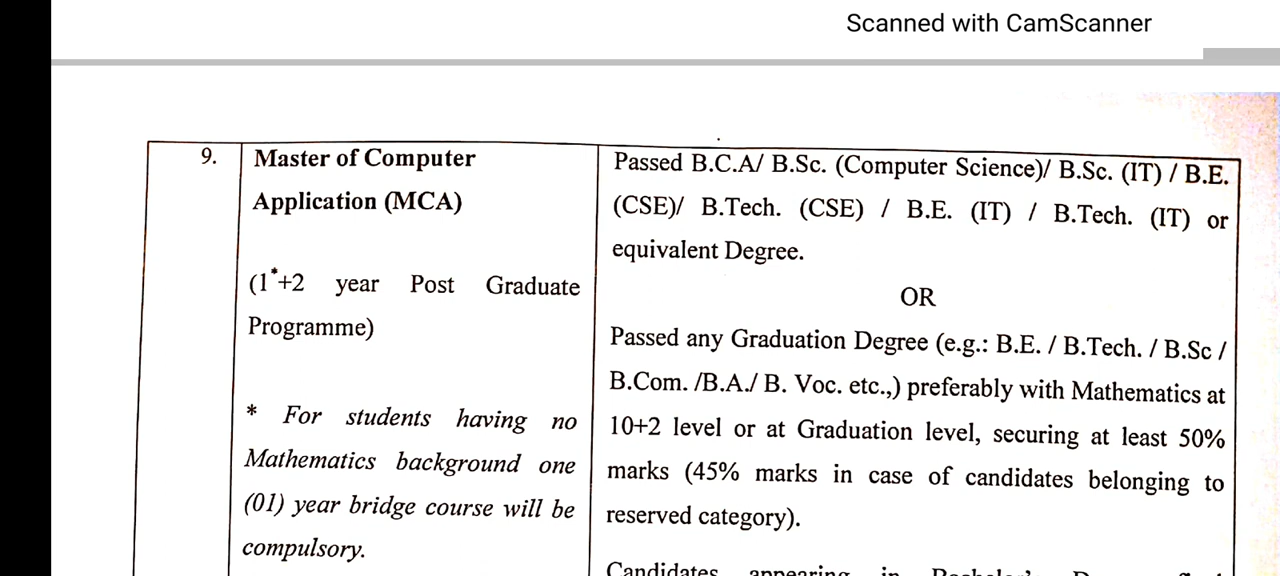 Scanned with CamScanner
9.
Master of Computer
Application (MCA)
(1*+2 year Post Graduate
Programme)
* For students having no
Mathematics background one
(01) year bridge course will be
compulsory.
Passed B.C.A/ B.Sc. (Computer Science)/ B.Sc. (IT) / B.E.
(CSE)/ B.Tech. (CSE) / B.E. (IT) / B.Tech. (IT) or
equivalent Degree.
OR
Passed any Graduation Degree (e.g.: B.E. / B.Tech. / B.Sc /
B.Com. /B.A./ B. Voc. etc.,) preferably with Mathematics at
10+2 level or at Graduation level, securing at least 50%
marks (45% marks in case of candidates belonging to
reserved category).
Candidates appearing in